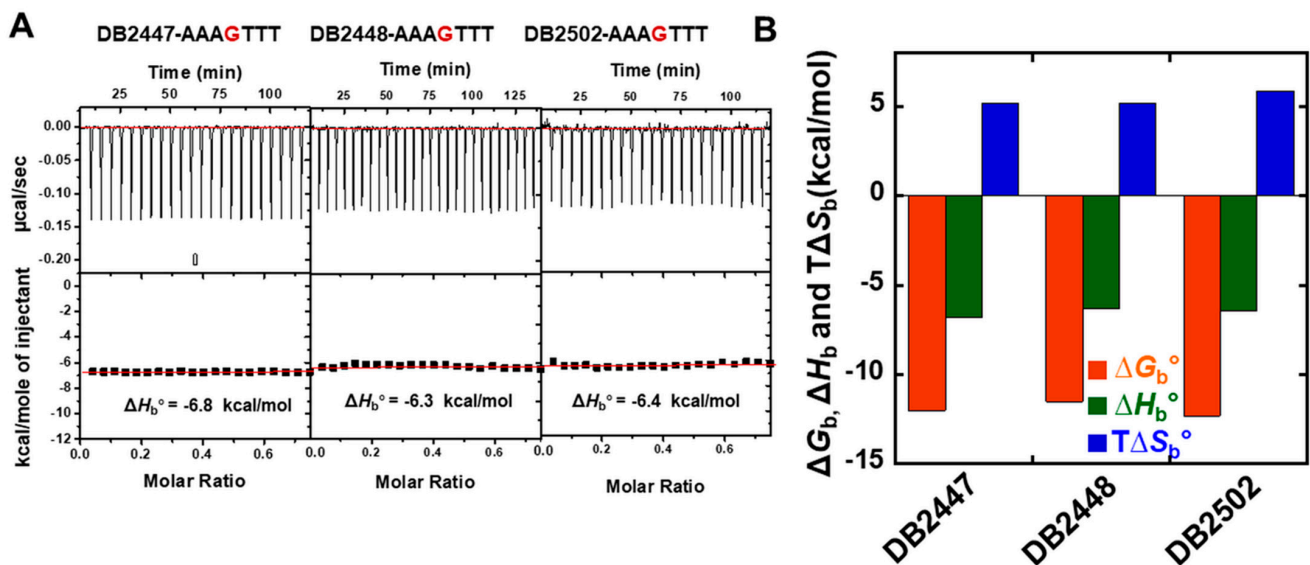 A
DB2447-AAAGTTT DB2448-AAAGTTT DB2502-AAAGTTT
Time (min) Time (min) Time (min)
25 50 75 100 25 50 75 100 125 50 100
µcal/sec
0.00
-0.05
-0.10
-0.15
-0.20
kcal/mole of injectant
0
-2
-4
-6
-8
-10
-12
ΔHb° = -6.8 kcal/mol ΔHb° = -6.3 kcal/mol ΔHb° = -6.4 kcal/mol
0.0 0.2 0.4 0.6 0.0 0.2 0.4 0.6 0.0 0.2 0.4 0.6
Molar Ratio Molar Ratio Molar Ratio
B
ΔGb, ΔHb and TΔSb(kcal/mol)
5
0
-5
-10
-15
ΔGb°
ΔHb°
TΔSb°
DB2447
DB2448
DB2502